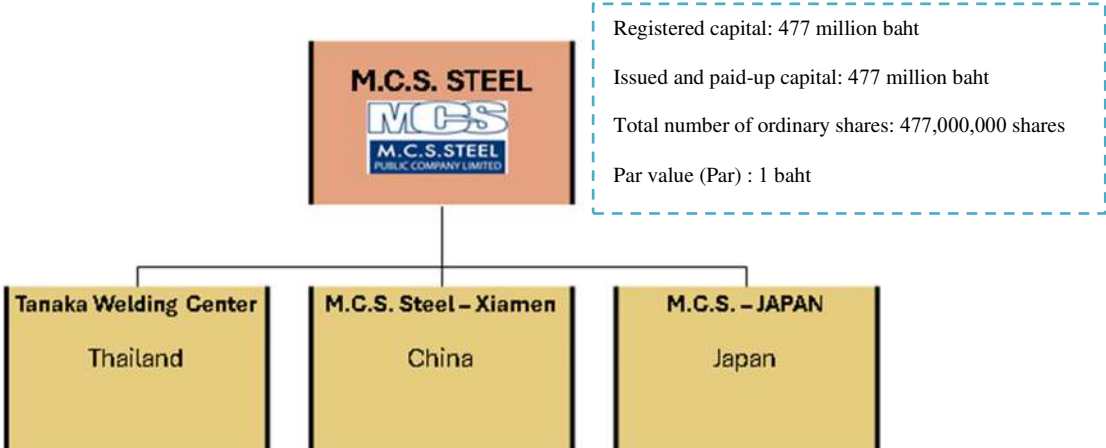 Registered capital: 477 million baht
Issued and paid-up capital: 477 million baht
Total number of ordinary shares: 477,000,000 shares
Par value (Par) : 1 baht
M.C.S. STEEL
MCS
M.C.S.STEEL
PUBLIC COMPANY LIMITED
Tanaka Welding Center
Thailand
M.C.S. Steel – Xiamen
China
M.C.S. – JAPAN
Japan